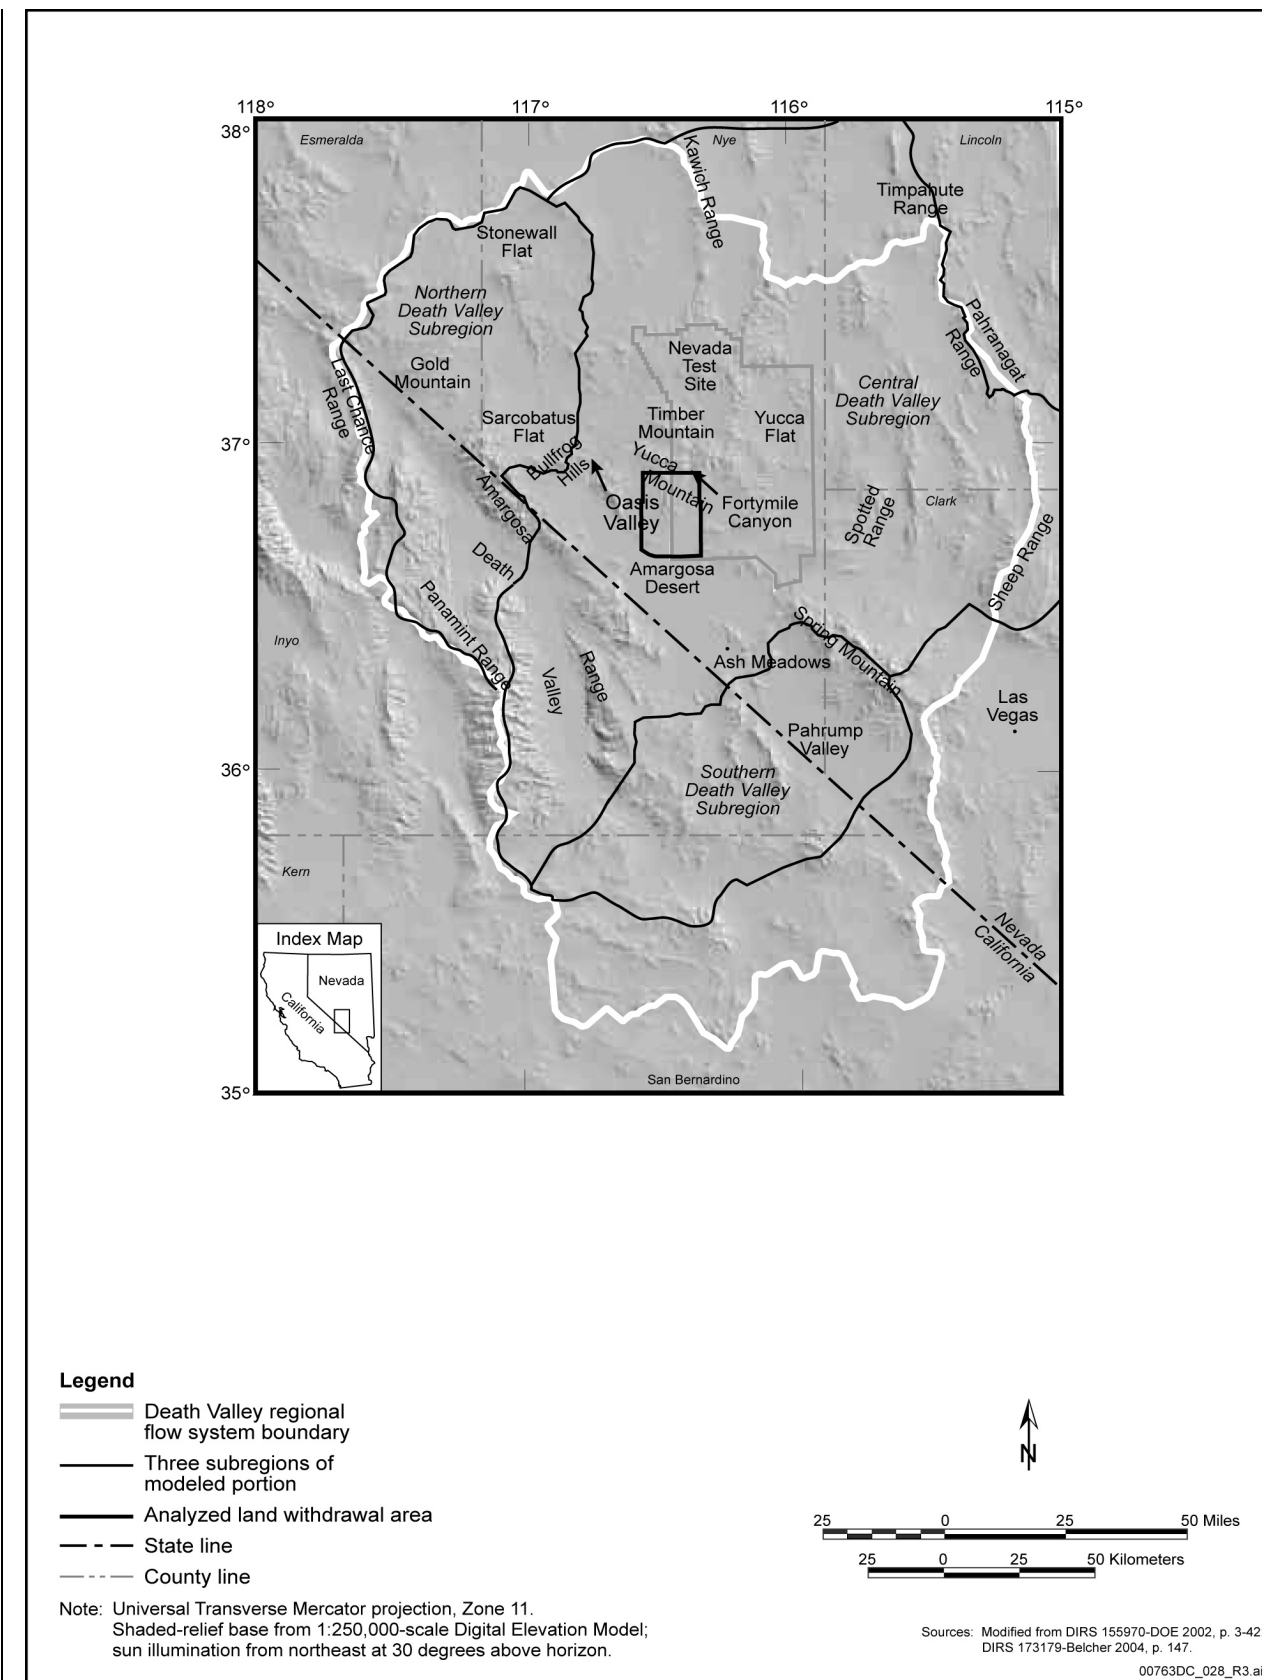 118°
117°
116°
115°
38°
Esmeralda
Nye
Lincoln
Kawich Range
Timpahute
Range
Stonewall
Flat
Northern
Death Valley
Subregion
Pahranagat
Range
Nevada
Test
Site
Gold
Mountain
Last Chance
Range
Central
Death Valley
Subregion
Sarcobatus
Flat
Timber
Mountain
Yucca
Flat
37°
Bullfrog
Hills
Yucca
Mountain
Oasis
Valley
Fortymile
Canyon
Spotted
Range
Clark
Amargosa
Death
Amargosa
Desert
Sheep Range
Panamint Range
Spring Mountain
Inyo
Valley
Range
Ash Meadows
Las
Vegas
Pahrump
Valley
36°
Southern
Death Valley
Subregion
Kern
Nevada
California
Index Map
Nevada
California
San Bernardino
35°
Legend
Death Valley regional
flow system boundary
Three subregions of
modeled portion
Analyzed land withdrawal area
State line
County line
N
25 0 25 50 Miles
25 0 25 50 Kilometers
Note: Universal Transverse Mercator projection, Zone 11.
Shaded-relief base from 1:250,000-scale Digital Elevation Model;
sun illumination from northeast at 30 degrees above horizon.
Sources: Modified from DIRS 155970-DOE 2002, p. 3-42
DIRS 173179-Belcher 2004, p. 147.
00763DC_028_R3.ai